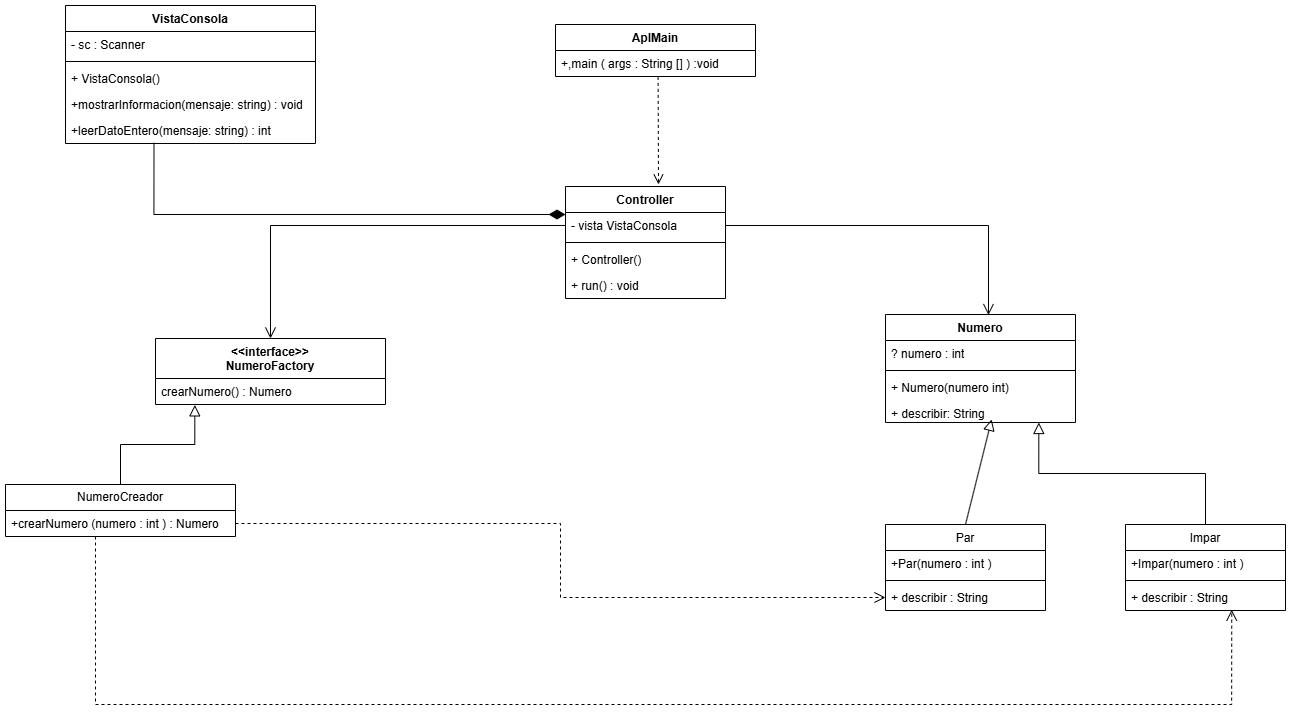 VistaConsola
- sc : Scanner
+ VistaConsola()
+mostrarInformacion(mensaje: string) : void
+leerDatoEntero(mensaje: string) : int
AplMain
+,main ( args : String [] ) :void
Controller
- vista VistaConsola
+ Controller()
+ run() : void
<<interface>>
NumeroFactory
crearNumero() : Numero
Numero
? numero : int
+ Numero(numero int)
+ describir: String
NumeroCreador
+crearNumero (numero : int ) : Numero
Par
+Par(numero : int )
+ describir : String
Impar
+Impar(numero : int )
+ describir : String